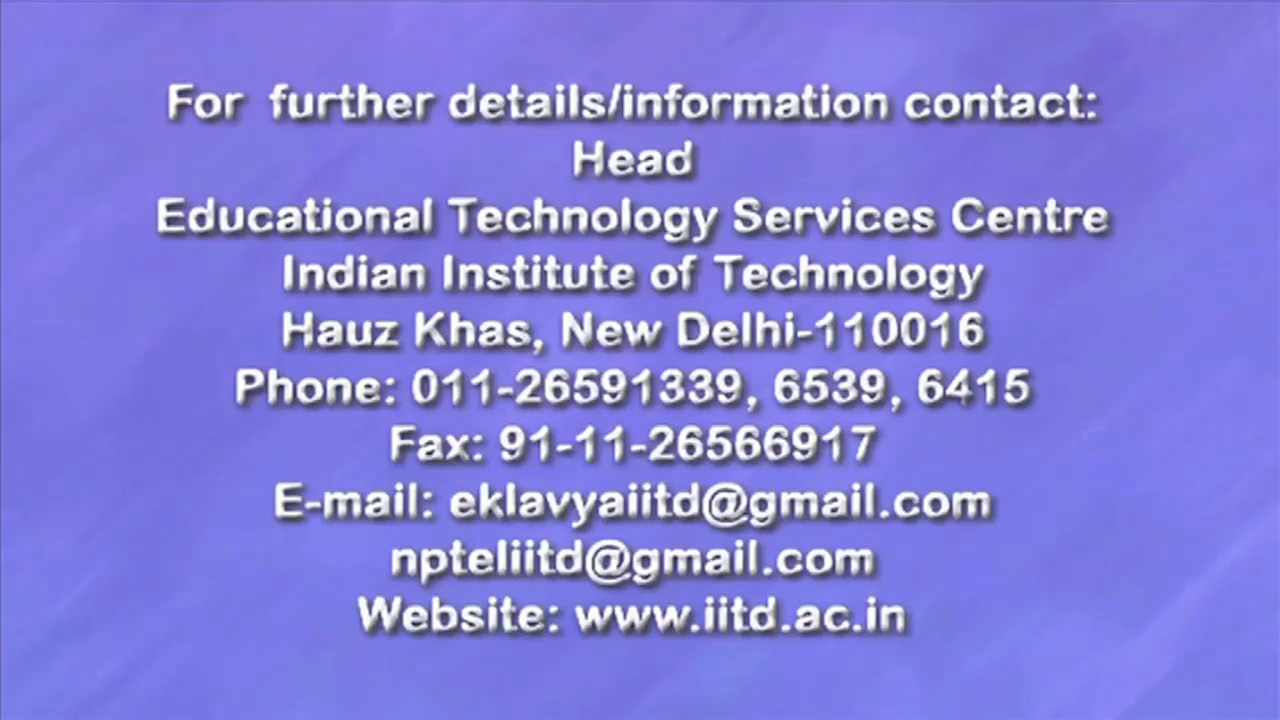 For further details/information contact:
Head
Educational Technology Services Centre
Indian Institute of Technology
Hauz Khas, New Delhi-110016
Phone: 011-26591339, 6539, 6415
Fax: 91-11-26566917
E-mail: eklavyaiitd@gmail.com
npteliitd@gmail.com
Website: www.iitd.ac.in